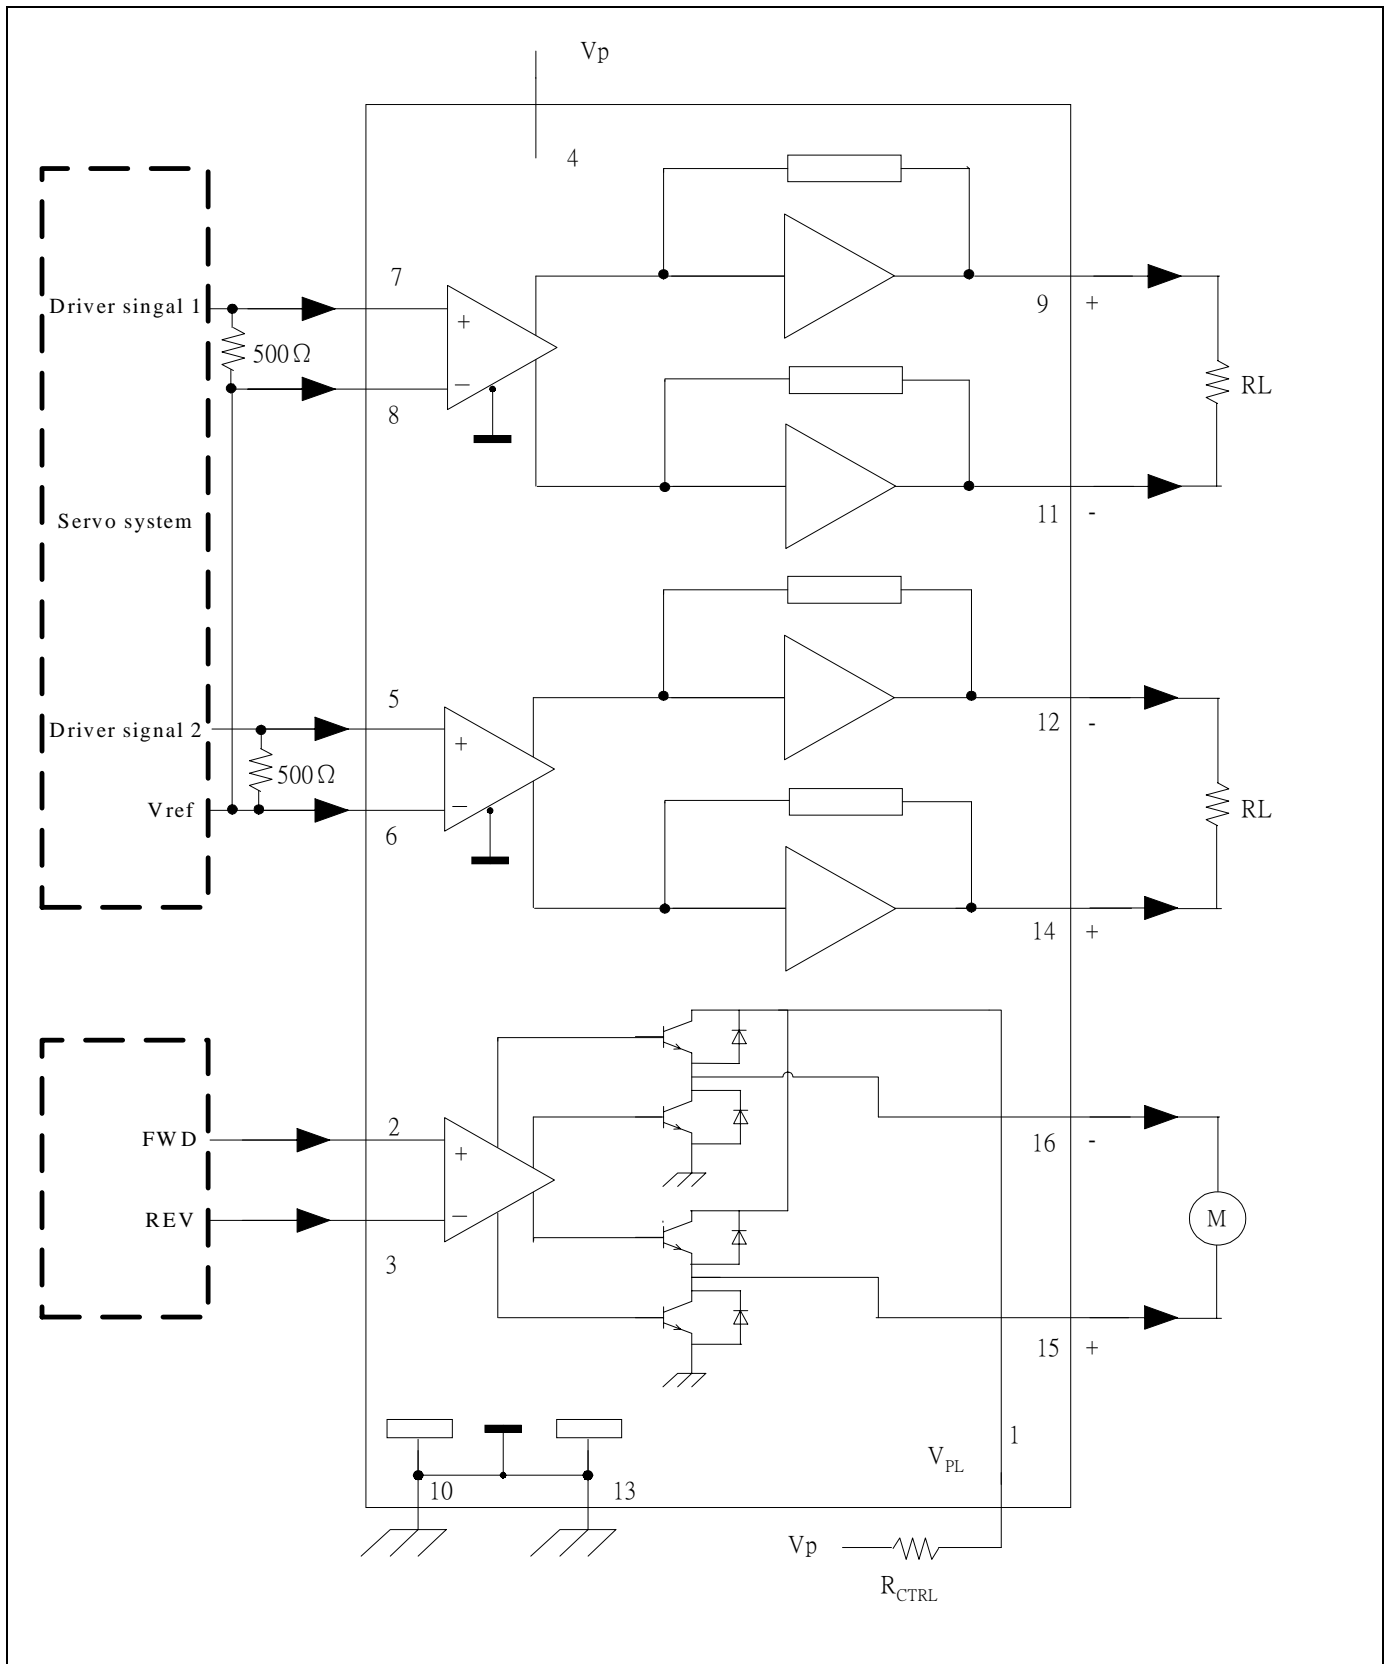 Vp
4
7
Driver singal 1
9 +
500Ω
RL
8
11 -
Servo system
5
12 -
Driver signal 2
500Ω
Vref
RL
6
14 +
2
FWD
16 -
REV
M
3
15 +
1
VPL
10
13
Vp
RCTRL
+
−
+
−
+
−